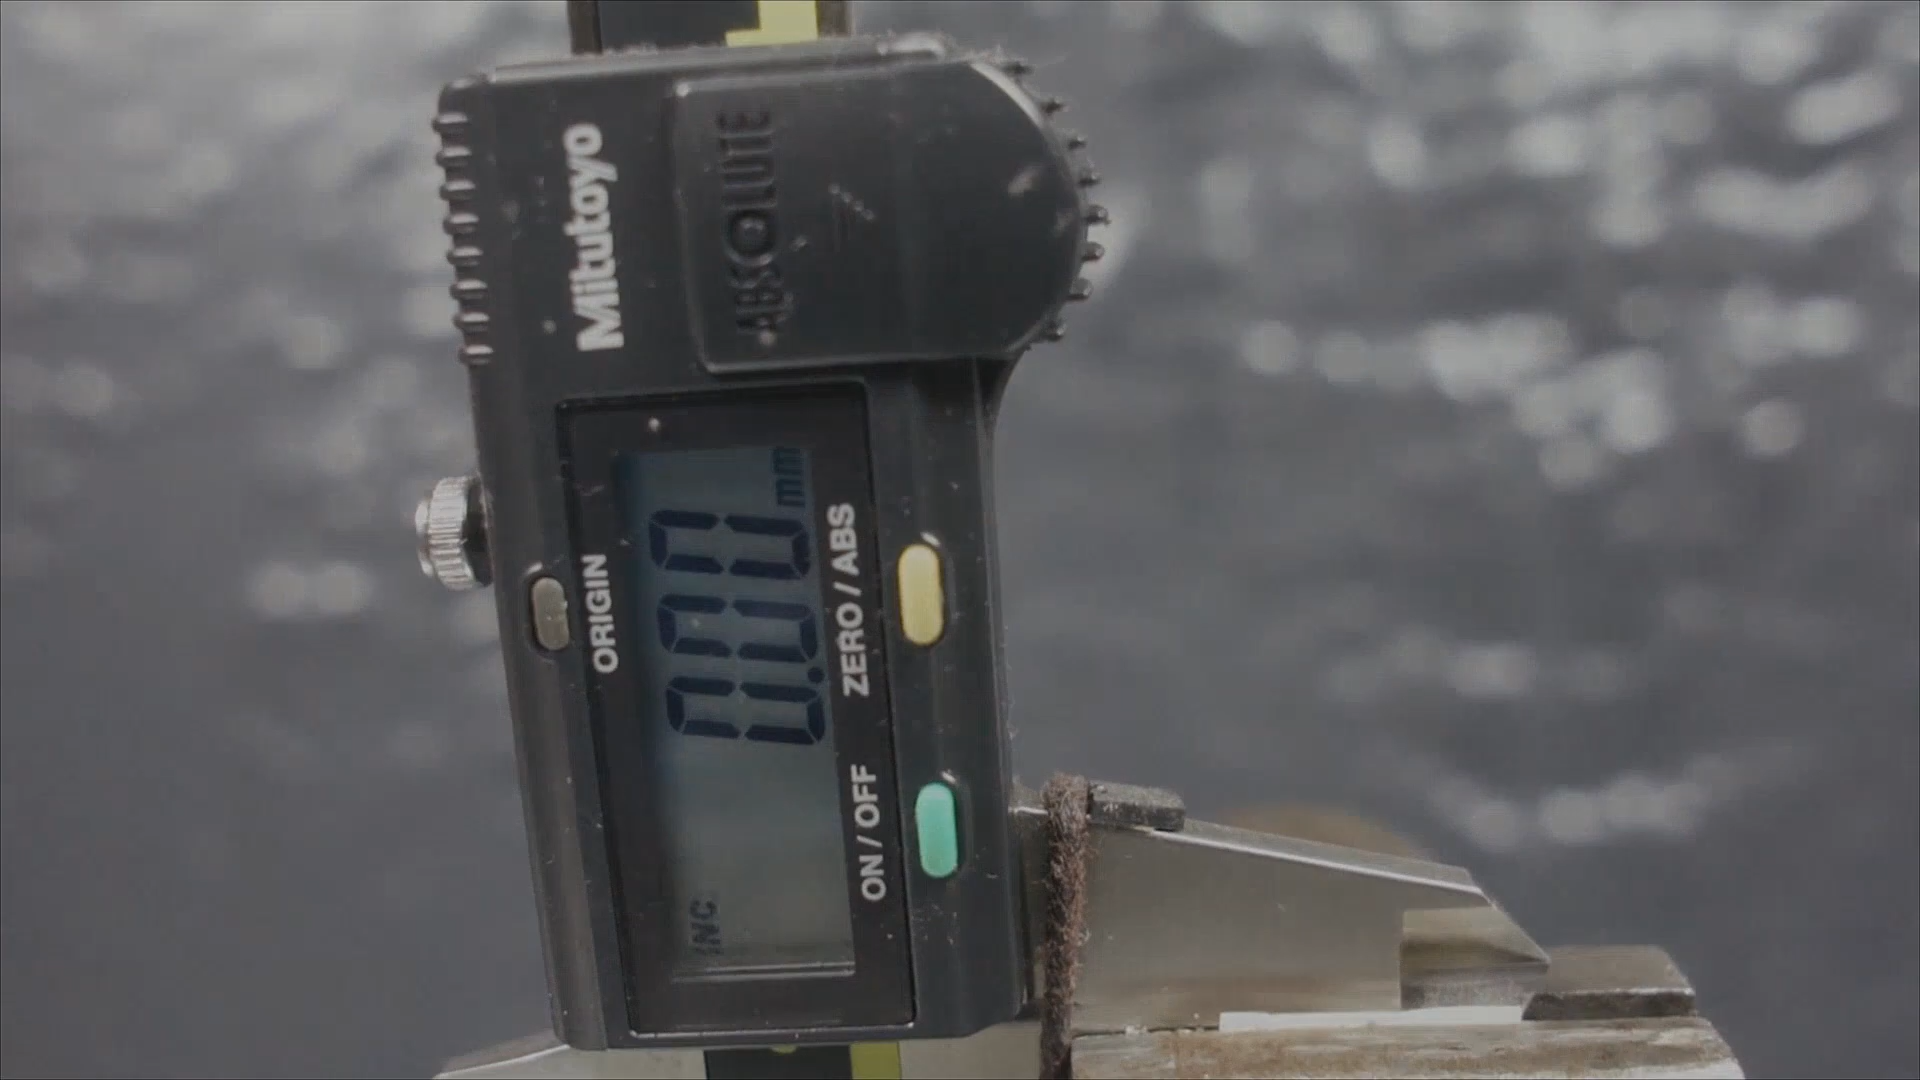 Mitutoyo
ABSOLUTE
INC
0.00 mm
ORIGIN
ON / OFF
ZERO / ABS